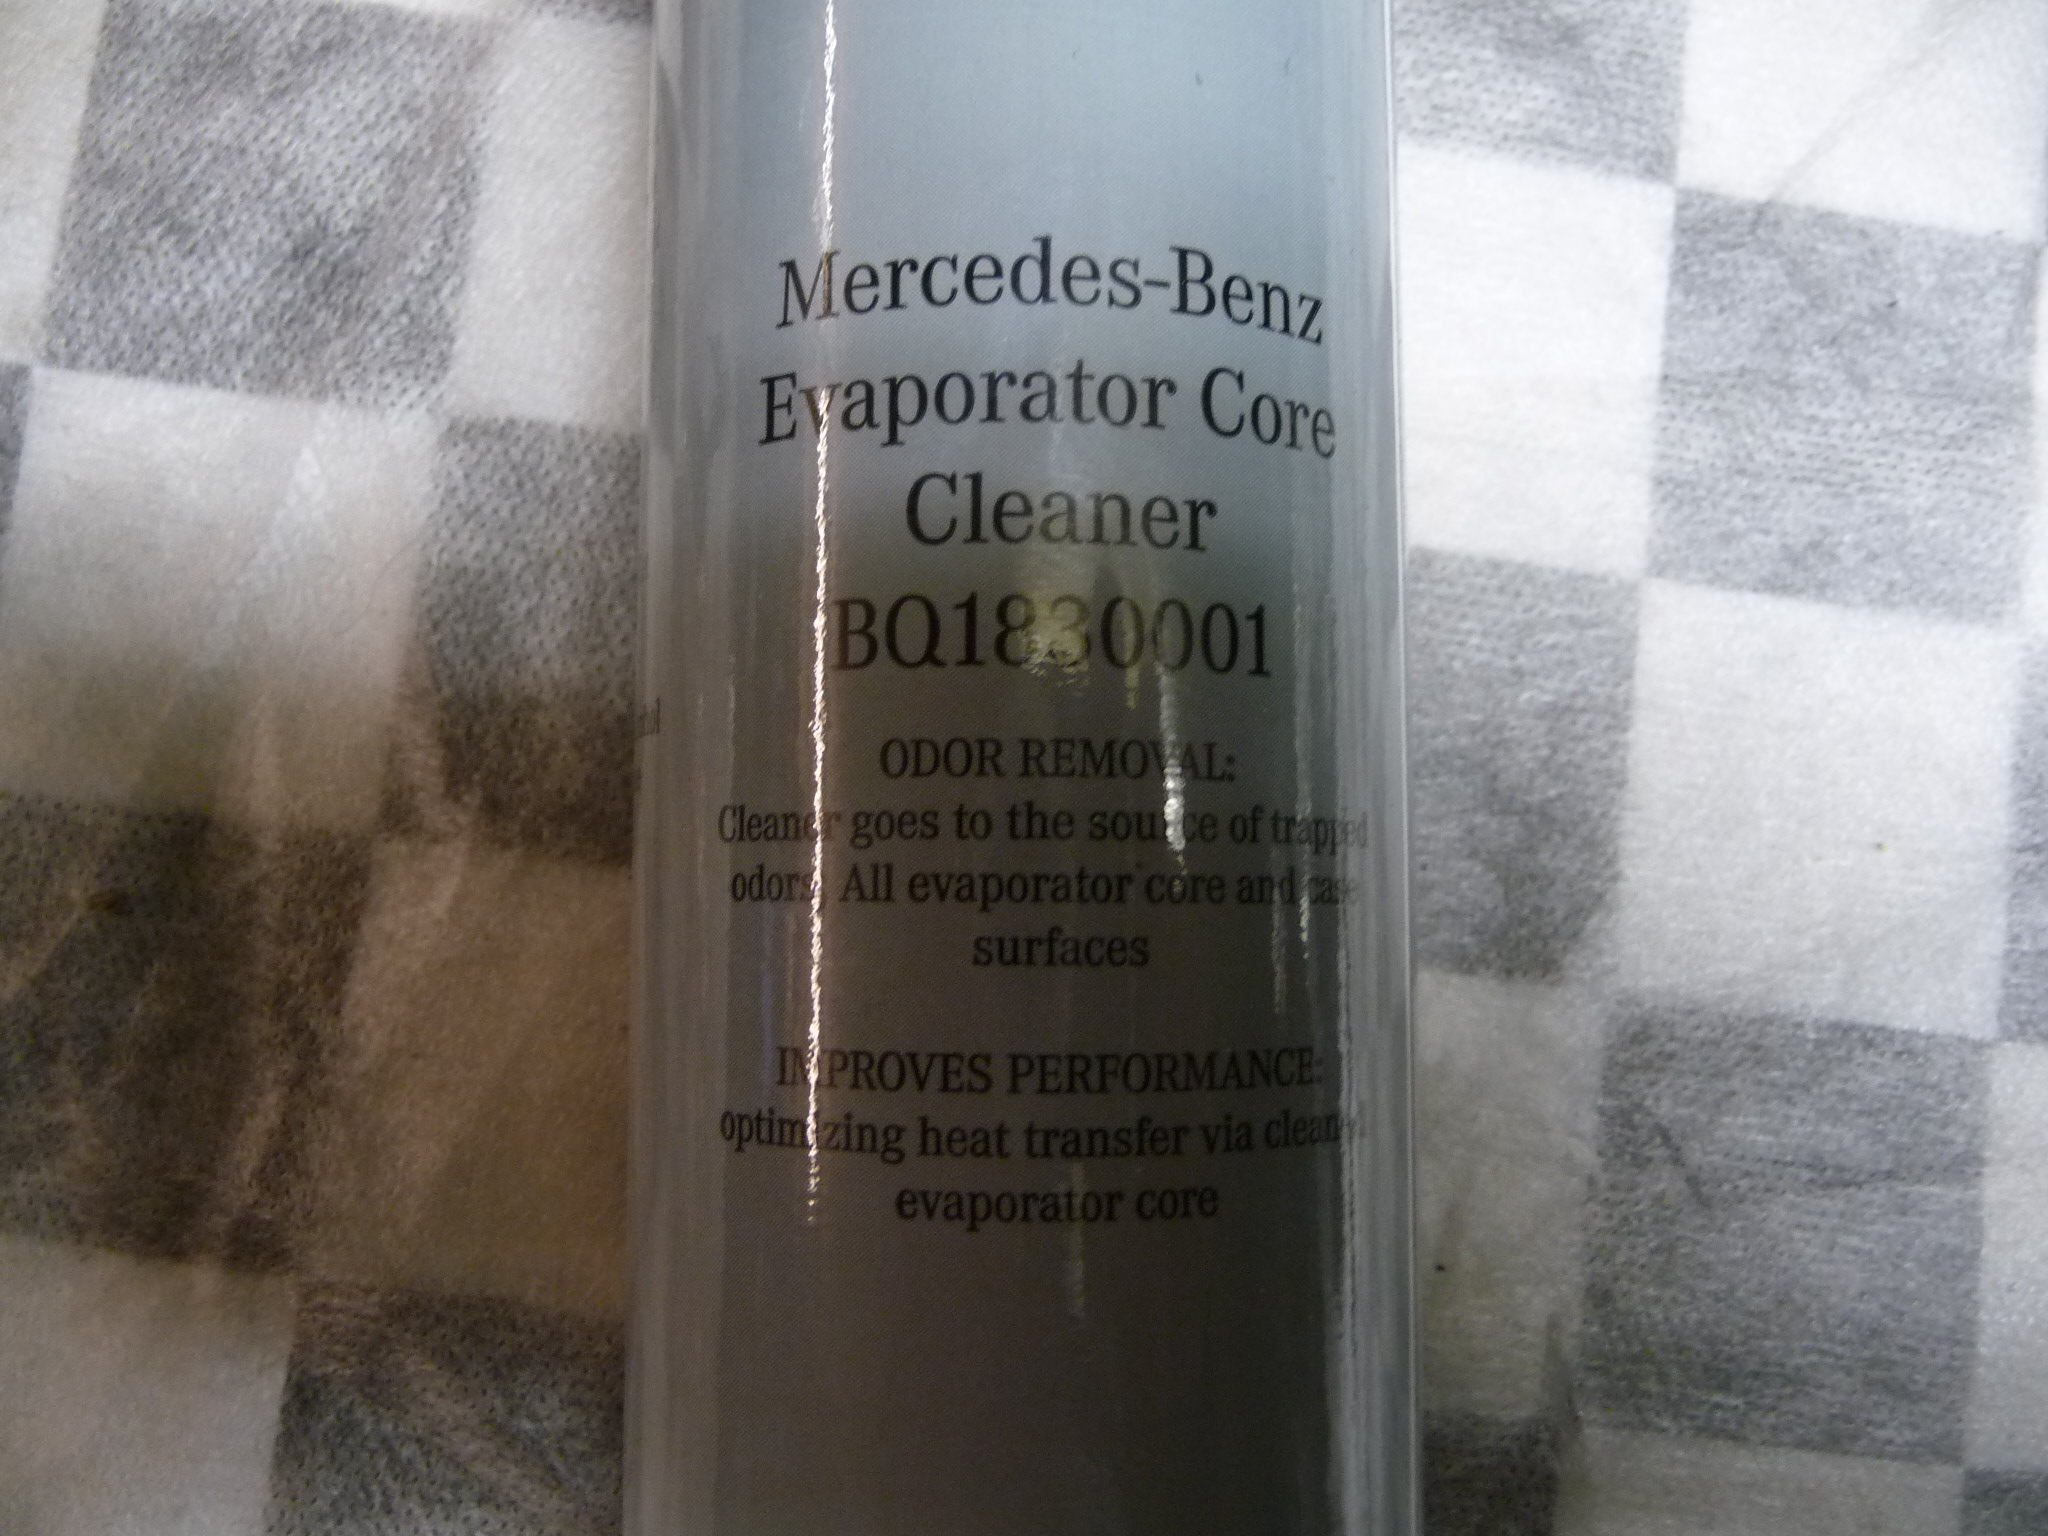 Mercedes-Benz
Evaporator Core
Cleaner
BQ1830001
ODOR REMOVAL:
Cleaner goes to the source of trapped
odors. All evaporator core and case
surfaces
IMPROVES PERFORMANCE:
optimizing heat transfer via
evaporator core